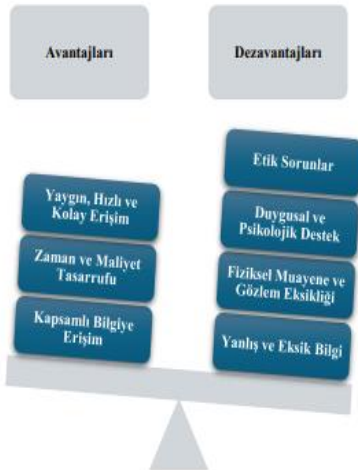 Avantajları
Dezavantajları
Yaygın, Hızlı ve
Kolay Erişim
Zaman ve Maliyet
Tasarrufu
Kapsamlı Bilgiye
Erişim
Etik Sorunlar
Duygusal ve
Psikolojik Destek
Fiziksel Muayene ve
Gözlem Eksikliği
Yanlış ve Eksik Bilgi